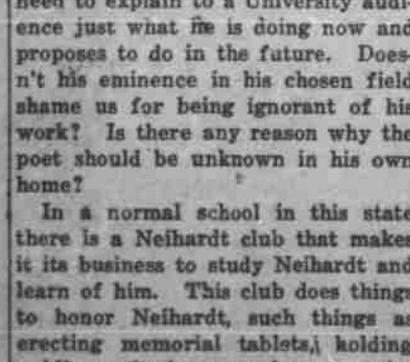 need to explain to a University audi-
ence just what he is doing now and
proposes to do in the future. Does-
n't his eminence in his chosen field
shame us for being ignorant of his
work? Is there any reason why the
poet should be unknown in his own
home?
In a normal school in this state
there is a Neihardt club that makes
it its business to study Neihardt and
learn of him. This club does things
to honor Neihardt, such things as
erecting memorial tablets, holding